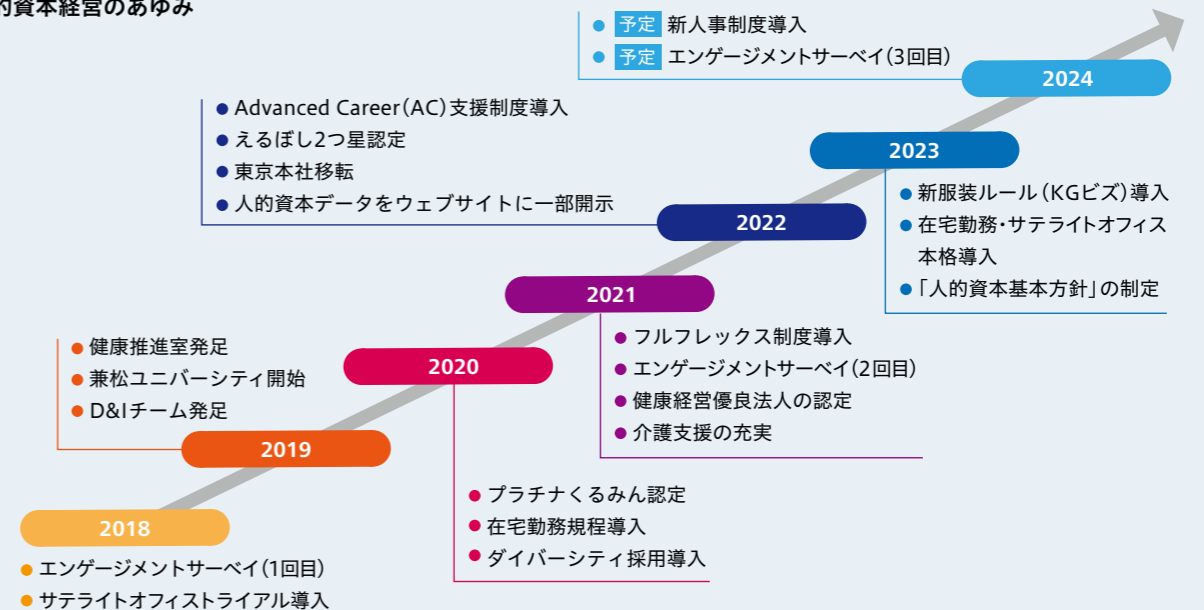 的資本経営のあゆみ
予定 新人事制度導入
予定 エンゲージメントサーベイ(3回目)
2024
● Advanced Career(AC)支援制度導入
● えるぼし2つ星認定
● 東京本社移転
● 人的資本データをウェブサイトに一部開示
2023
● 新服装ルール(KGビズ)導入
● 在宅勤務・サテライトオフィス
本格導入
● 「人的資本基本方針」の制定
2022
2021
● フルフレックス制度導入
● エンゲージメントサーベイ(2回目)
● 健康経営優良法人の認定
● 介護支援の充実
● 健康推進室発足
● 兼松ユニバーシティ開始
● D&Iチーム発足
2020
● プラチナくるみん認定
● 在宅勤務規程導入
● ダイバーシティ採用導入
2019
2018
● エンゲージメントサーベイ(1回目)
● サテライトオフィストライアル導入